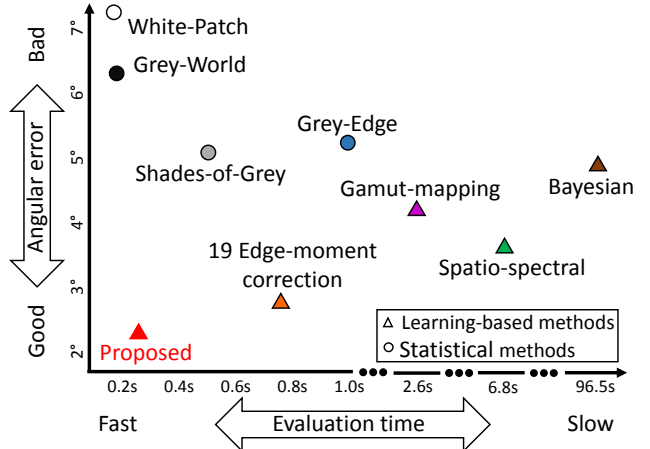 Bad
Angular error
Good
7°
6°
5°
4°
3°
2°
White-Patch
Grey-World
Grey-Edge
Shades-of-Grey
Gamut-mapping
Bayesian
19 Edge-moment
correction
Spatio-spectral
Proposed
Learning-based methods
Statistical methods
0.2s 0.4s 0.6s 0.8s 1.0s 2.6s 6.8s 96.5s
Fast Evaluation time Slow